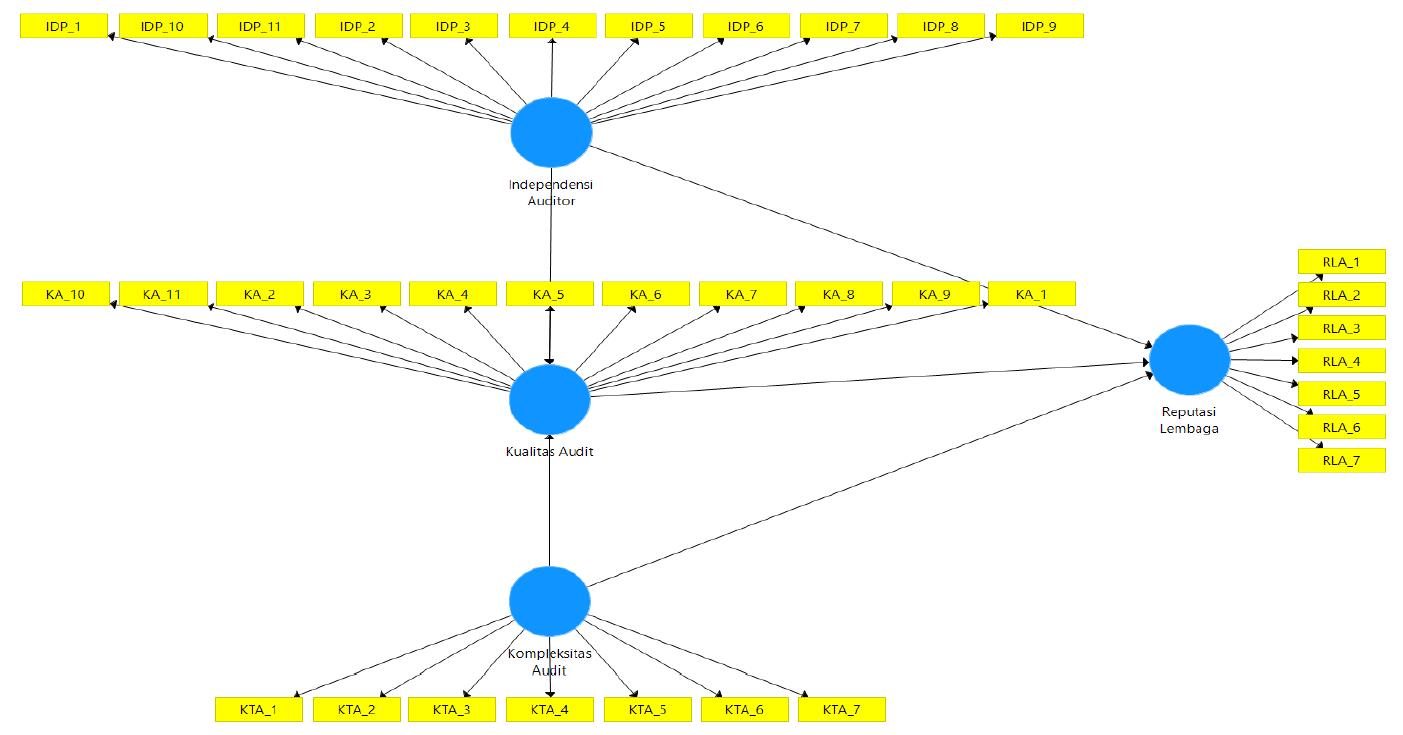 IDP_1
IDP_10
IDP_11
IDP_2
IDP_3
IDP_4
IDP_5
IDP_6
IDP_7
IDP_8
IDP_9
Independensi
Auditor
KA_10
KA_11
KA_2
KA_3
KA_4
KA_5
KA_6
KA_7
KA_8
KA_9
KA_1
RLA_1
RLA_2
RLA_3
RLA_4
RLA_5
RLA_6
RLA_7
Reputasi
Lembaga
Kualitas Audit
Kompleksitas
Audit
KTA_1
KTA_2
KTA_3
KTA_4
KTA_5
KTA_6
KTA_7